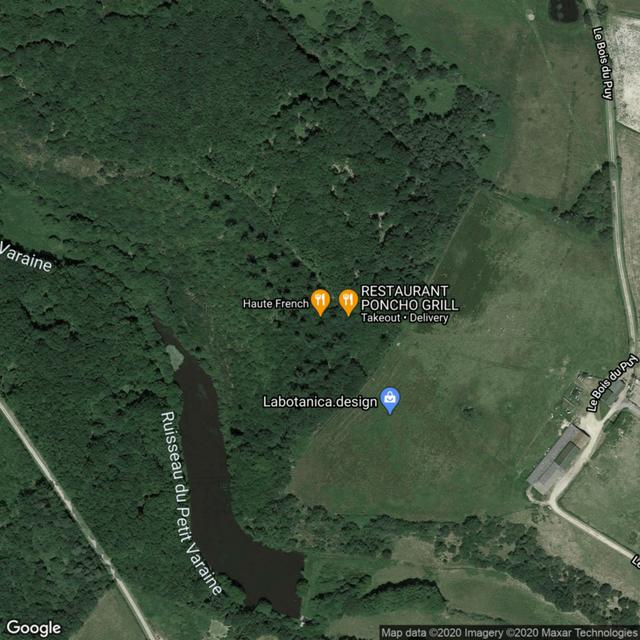 Le Bois du Puy
Varaine
Haute French
RESTAURANT
PONCHO GRILL
Takeout • Delivery
Labotanica.design
Le Bois du Puy
Ruisseau du Petit Varaine
Google
Map data ©2020 Imagery ©2020 Maxar Technologies